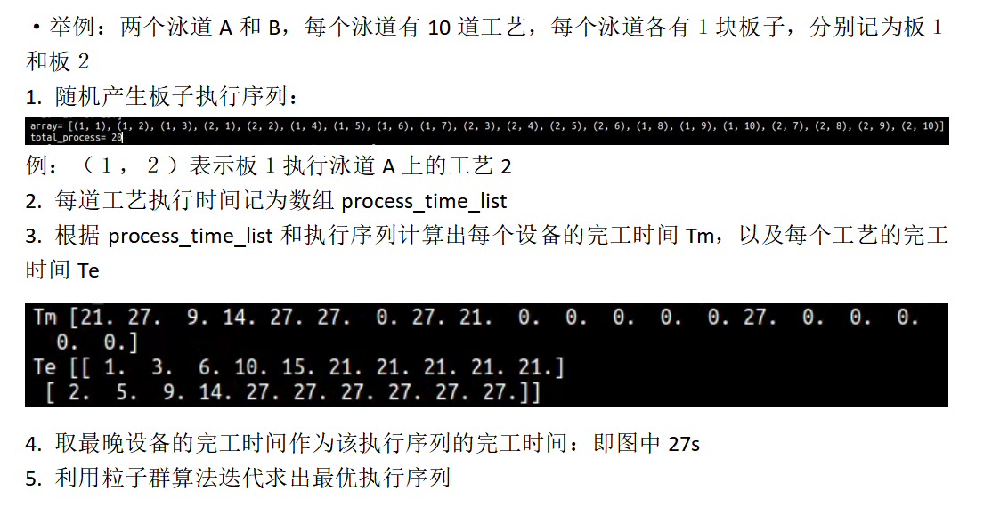 •举例：两个泳道 A 和 B，每个泳道有 10 道工艺，每个泳道各有１块板子，分别记为板１
和板２
1. 随机产生板子执行序列：
array= [(1, 1), (1, 2), (1, 3), (2, 1), (2, 2), (1, 4), (1, 5), (1, 6), (1, 7), (2, 3), (2, 4), (2, 5), (2, 6), (1, 8), (1, 9), (1, 10), (2, 7), (2, 8), (2, 9), (2, 10)]
total_process= 20
例：（１，２）表示板１执行泳道 A 上的工艺 2
2. 每道工艺执行时间记为数组 process_time_list
3. 根据 process_time_list 和执行序列计算出每个设备的完工时间 Tm，以及每个工艺的完工
时间 Te
Tm [21. 27.  9. 14. 27. 27.  0. 27. 21.  0.  0.  0.  0.  0. 27.  0.  0.  0.
  0.  0.]
Te [[ 1.  3.  6. 10. 15. 21. 21. 21. 21. 21.]
 [ 2.  5.  9. 14. 27. 27. 27. 27. 27. 27.]]
4. 取最晚设备的完工时间作为该执行序列的完工时间：即图中 27s
5. 利用粒子群算法迭代求出最优执行序列